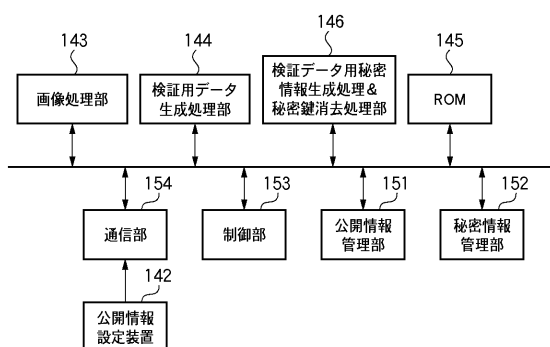 143
画像処理部
144
検証用データ
生成処理部
146
検証データ用秘密
情報生成処理&
秘密鍵消去処理部
145
ROM
154
通信部
153
制御部
151
公開情報
管理部
152
秘密情報
管理部
142
公開情報
設定装置